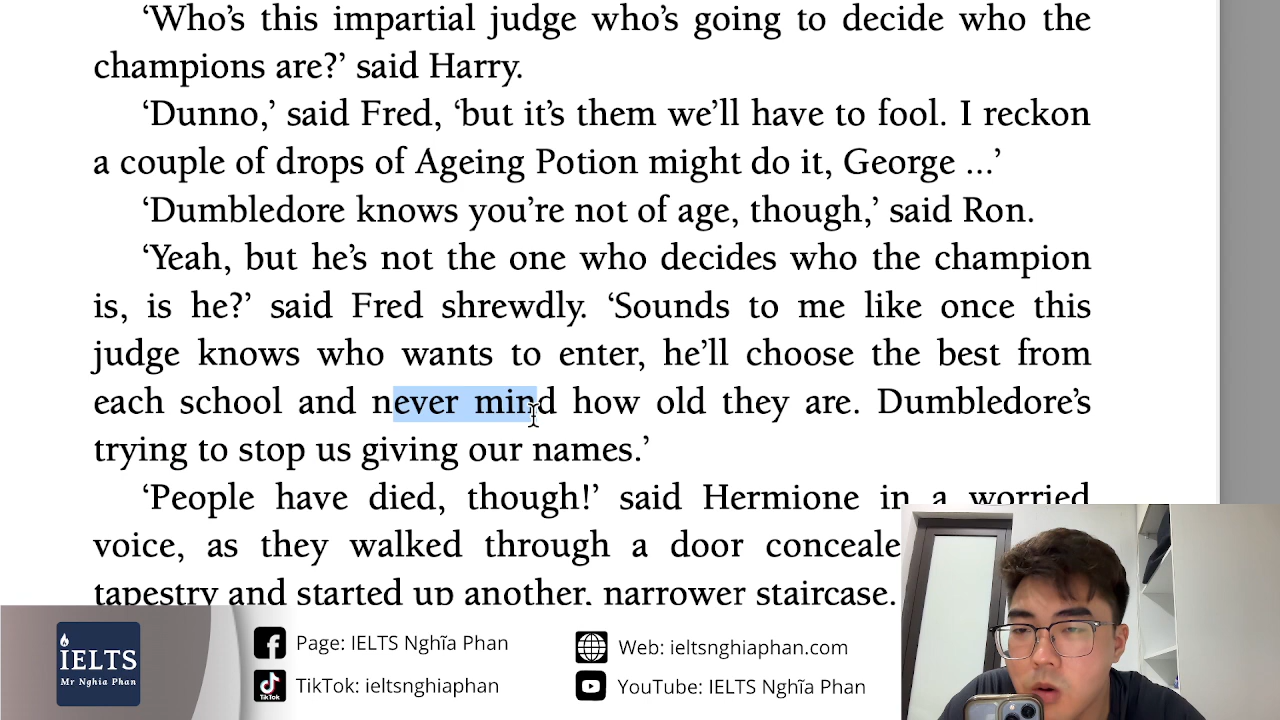 ‘Who’s this impartial judge who’s going to decide who the
champions are?’ said Harry.
‘Dunno,’ said Fred, ‘but it’s them we’ll have to fool. I reckon
a couple of drops of Ageing Potion might do it, George ...’
‘Dumbledore knows you’re not of age, though,’ said Ron.
‘Yeah, but he’s not the one who decides who the champion
is, is he?’ said Fred shrewdly. ‘Sounds to me like once this
judge knows who wants to enter, he’ll choose the best from
each school and never mind how old they are. Dumbledore’s
trying to stop us giving our names.’
‘People have died, though!’ said Hermione in a worried
voice, as they walked through a door conceale
tapestry and started up another, narrower staircase.
IELTS
Mr Nghia Phan
Page: IELTS Nghĩa Phan
TikTok
TikTok: ieltsnghiaphan
Web: ieltsnghiaphan.com
YouTube: IELTS Nghĩa Phan